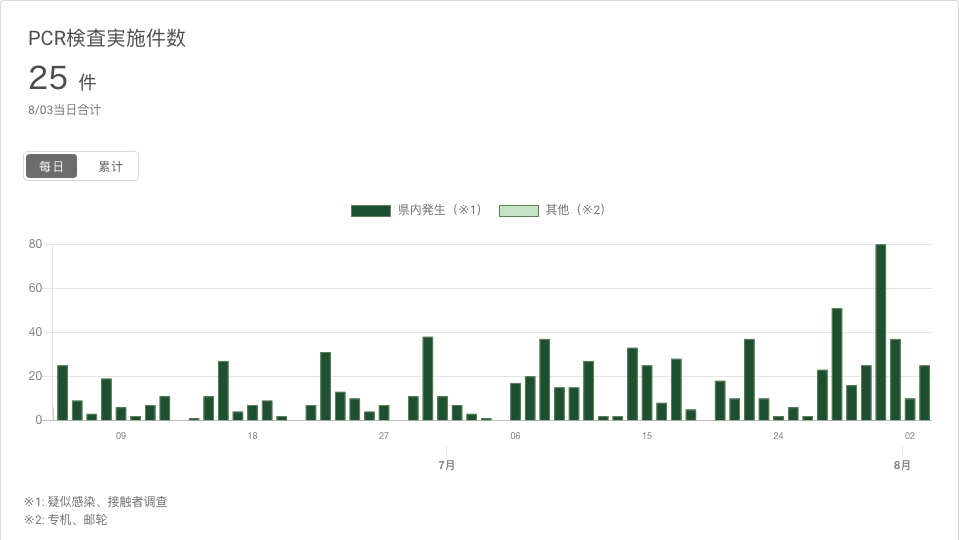 PCR検査実施件数
25 件
8/03当日合计
每日 累计
県内発生（※1） 其他（※2）
80
60
40
20
0
09 18 27 06 15 24 02
7月 8月
※1: 疑似感染、接触者调查
※2: 专机、邮轮